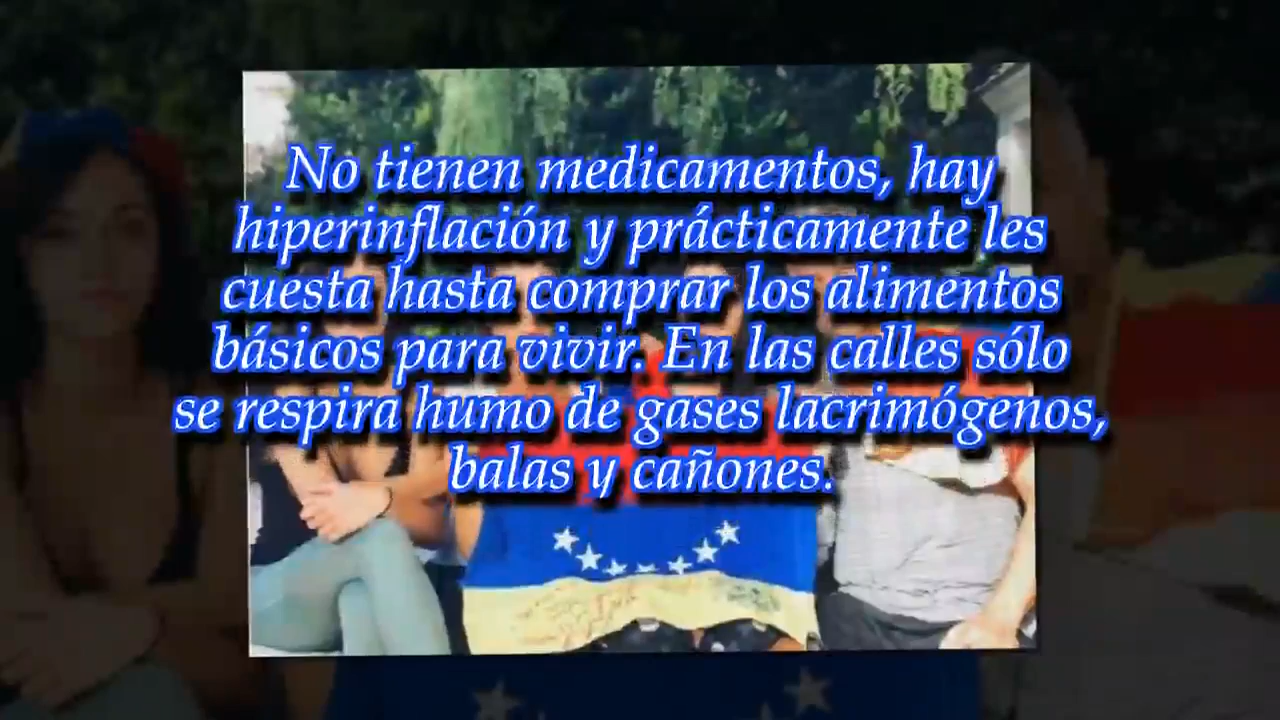 No tienen medicamentos, hay
hiperinflación y prácticamente les
cuesta hasta comprar los alimentos
básicos para vivir. En las calles sólo
se respira humo de gases lacrimógenos,
balas y cañones.